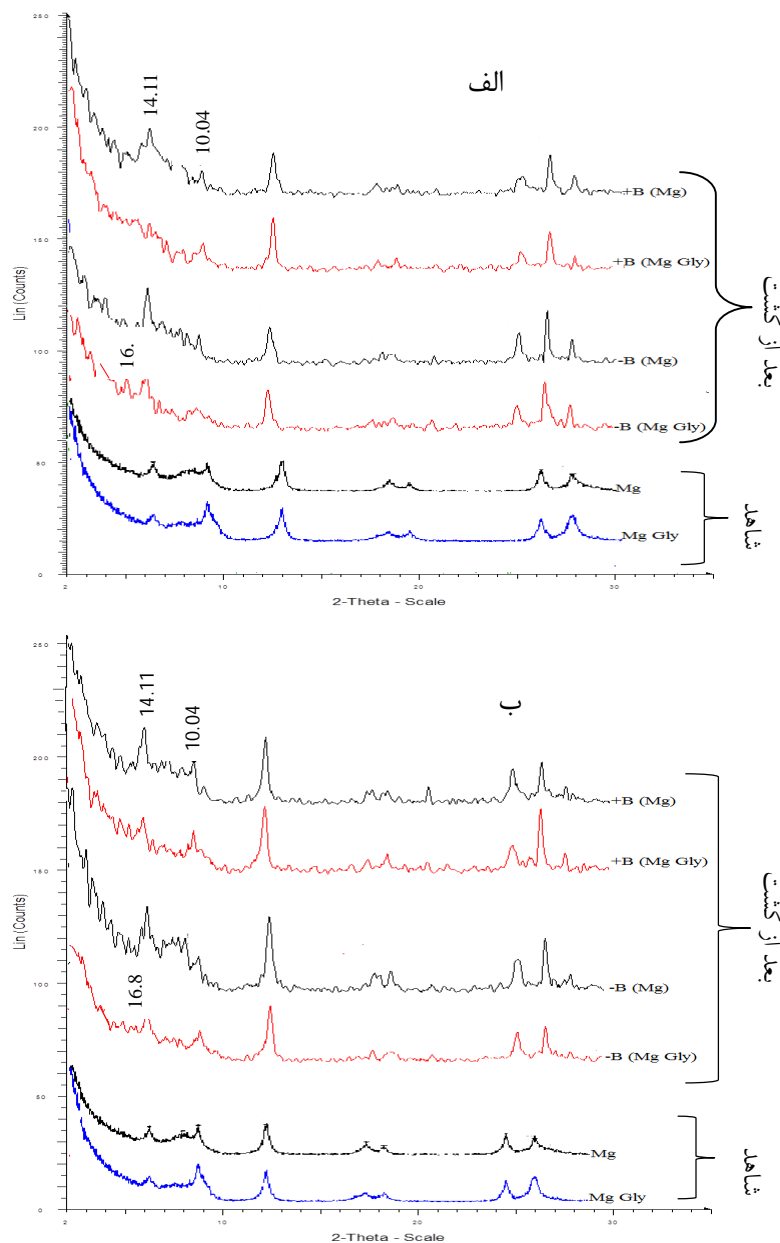 الف
250
200
150
100
50
0
Lin (Counts)
14.11
10.04
16.
+B (Mg)
+B (Mg Gly)
-B (Mg)
-B (Mg Gly)
Mg
Mg Gly
بعد از کشت
شاهد
2
10
20
30
2-Theta - Scale
ب
250
200
150
100
50
0
Lin (Counts)
14.11
10.04
16.8
+B (Mg)
+B (Mg Gly)
-B (Mg)
-B (Mg Gly)
Mg
Mg Gly
بعد از کشت
شاهد
2
10
20
30
2-Theta - Scale